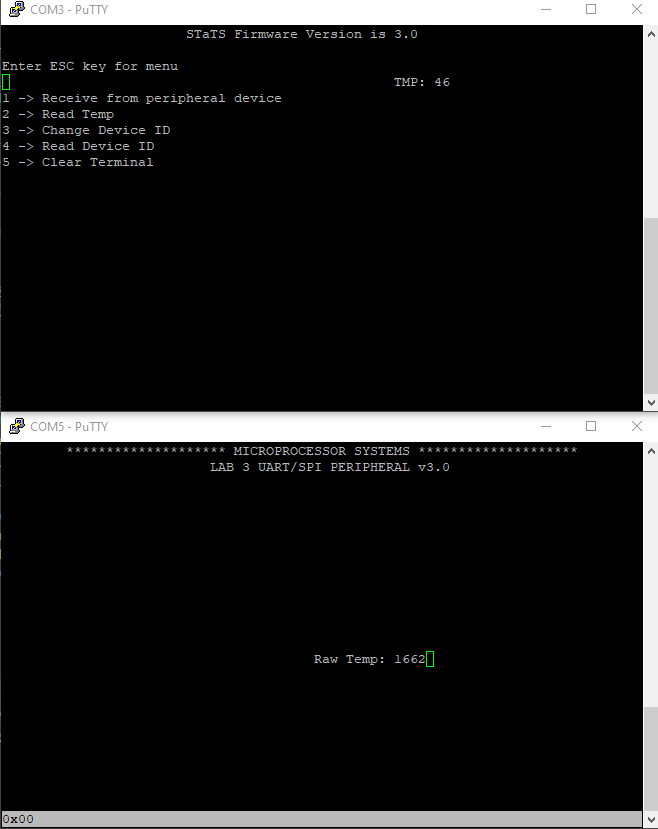 COM3 - PuTTY
STaTS Firmware Version is 3.0
Enter ESC key for menu
TMP: 46
1 -> Receive from peripheral device
2 -> Read Temp
3 -> Change Device ID
4 -> Read Device ID
5 -> Clear Terminal
COM5 - PuTTY
******************** MICROPROCESSOR SYSTEMS ********************
LAB 3 UART/SPI PERIPHERAL v3.0
Raw Temp: 1662
0x00